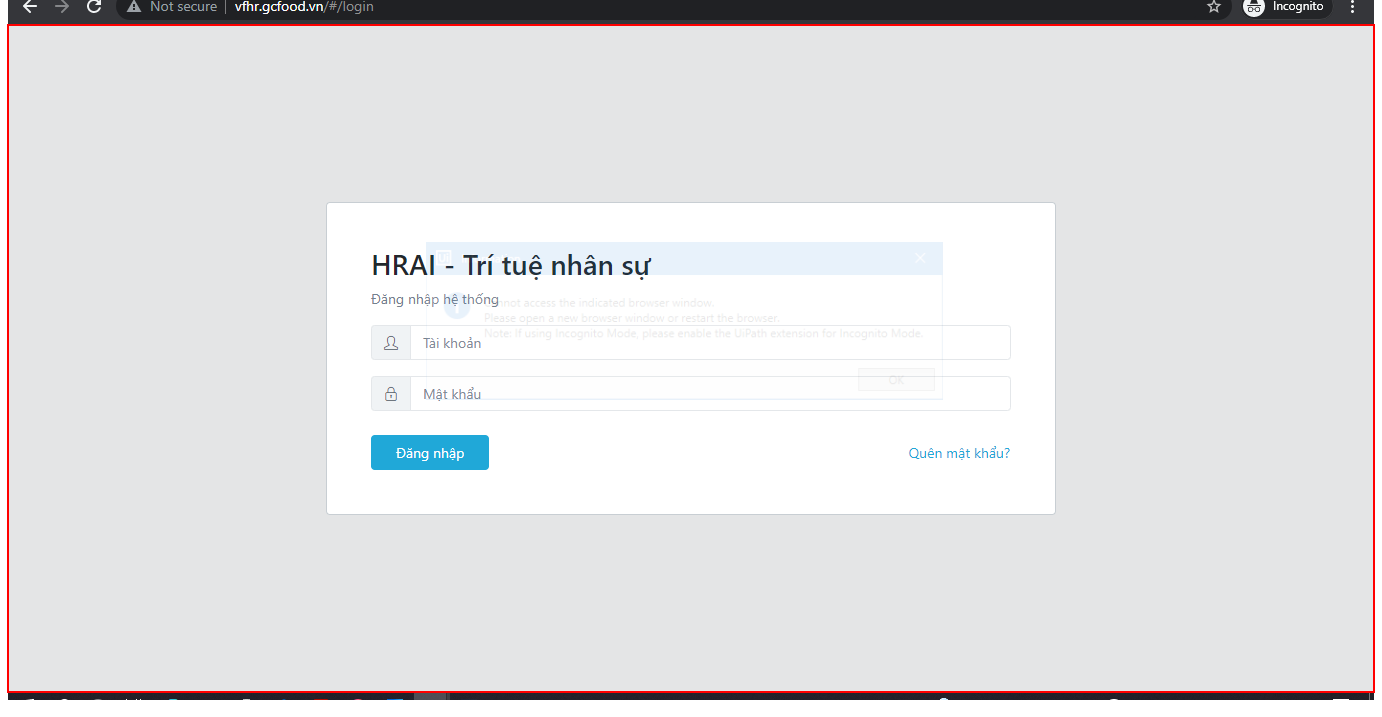 Not secure | vfhr.gcfood.vn/#/login
Incognito
HRAI - Trí tuệ nhân sự
Đăng nhập hệ thống
Cannot access the indicated browser window.
Please open a new browser window or restart the browser.
Note: If using Incognito Mode, please enable the UiPath extension for Incognito Mode.
Tài khoản
OK
Mật khẩu
Đăng nhập
Quên mật khẩu?